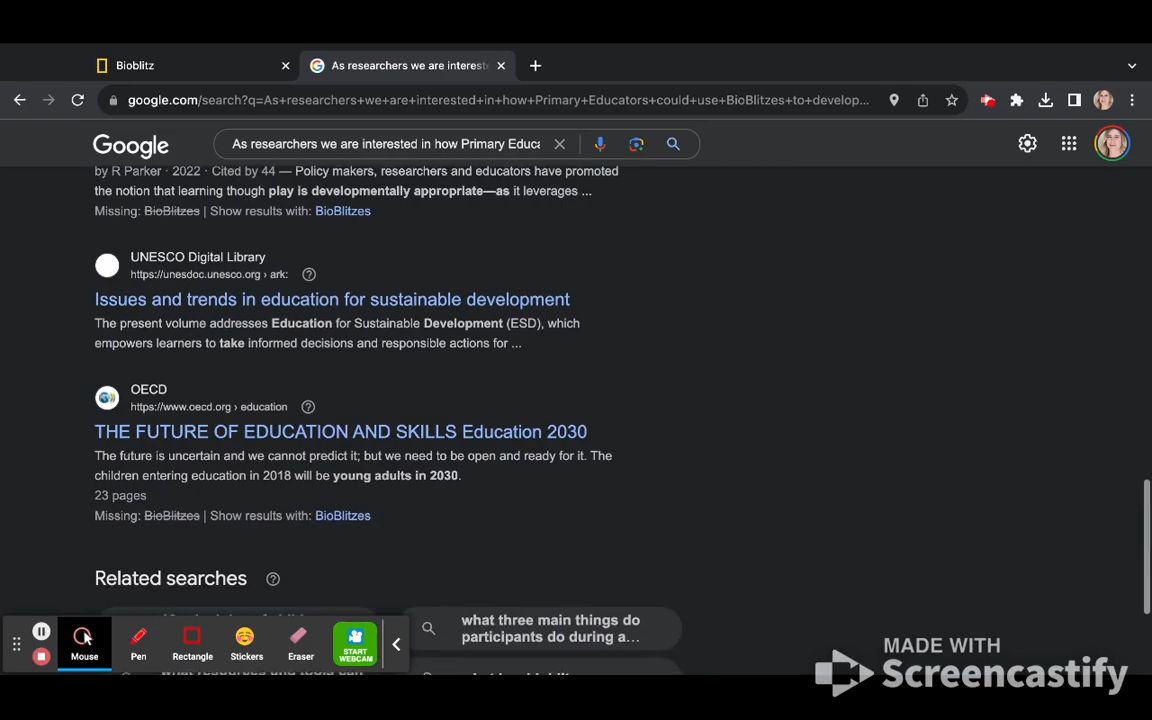 Bioblitz
As researchers we are interest
google.com/search?q=As+researchers+we+are+interested+in+how+Primary+Educators+could+use+BioBlitzes+to+develop...
Google
As researchers we are interested in how Primary Educa
by R Parker · 2022 · Cited by 44 — Policy makers, researchers and educators have promoted
the notion that learning though play is developmentally appropriate—as it leverages ...
Missing: BioBlitzes | Show results with: BioBlitzes
UNESCO Digital Library
https://unesdoc.unesco.org › ark:
Issues and trends in education for sustainable development
The present volume addresses Education for Sustainable Development (ESD), which
empowers learners to take informed decisions and responsible actions for ...
OECD
https://www.oecd.org › education
THE FUTURE OF EDUCATION AND SKILLS Education 2030
The future is uncertain and we cannot predict it; but we need to be open and ready for it. The
children entering education in 2018 will be young adults in 2030.
23 pages
Missing: BioBlitzes | Show results with: BioBlitzes
Related searches
what three main things do
participants do during a...
Mouse
Pen
Rectangle
Stickers
Eraser
START
WEBCAM
MADE WITH
Screencastify